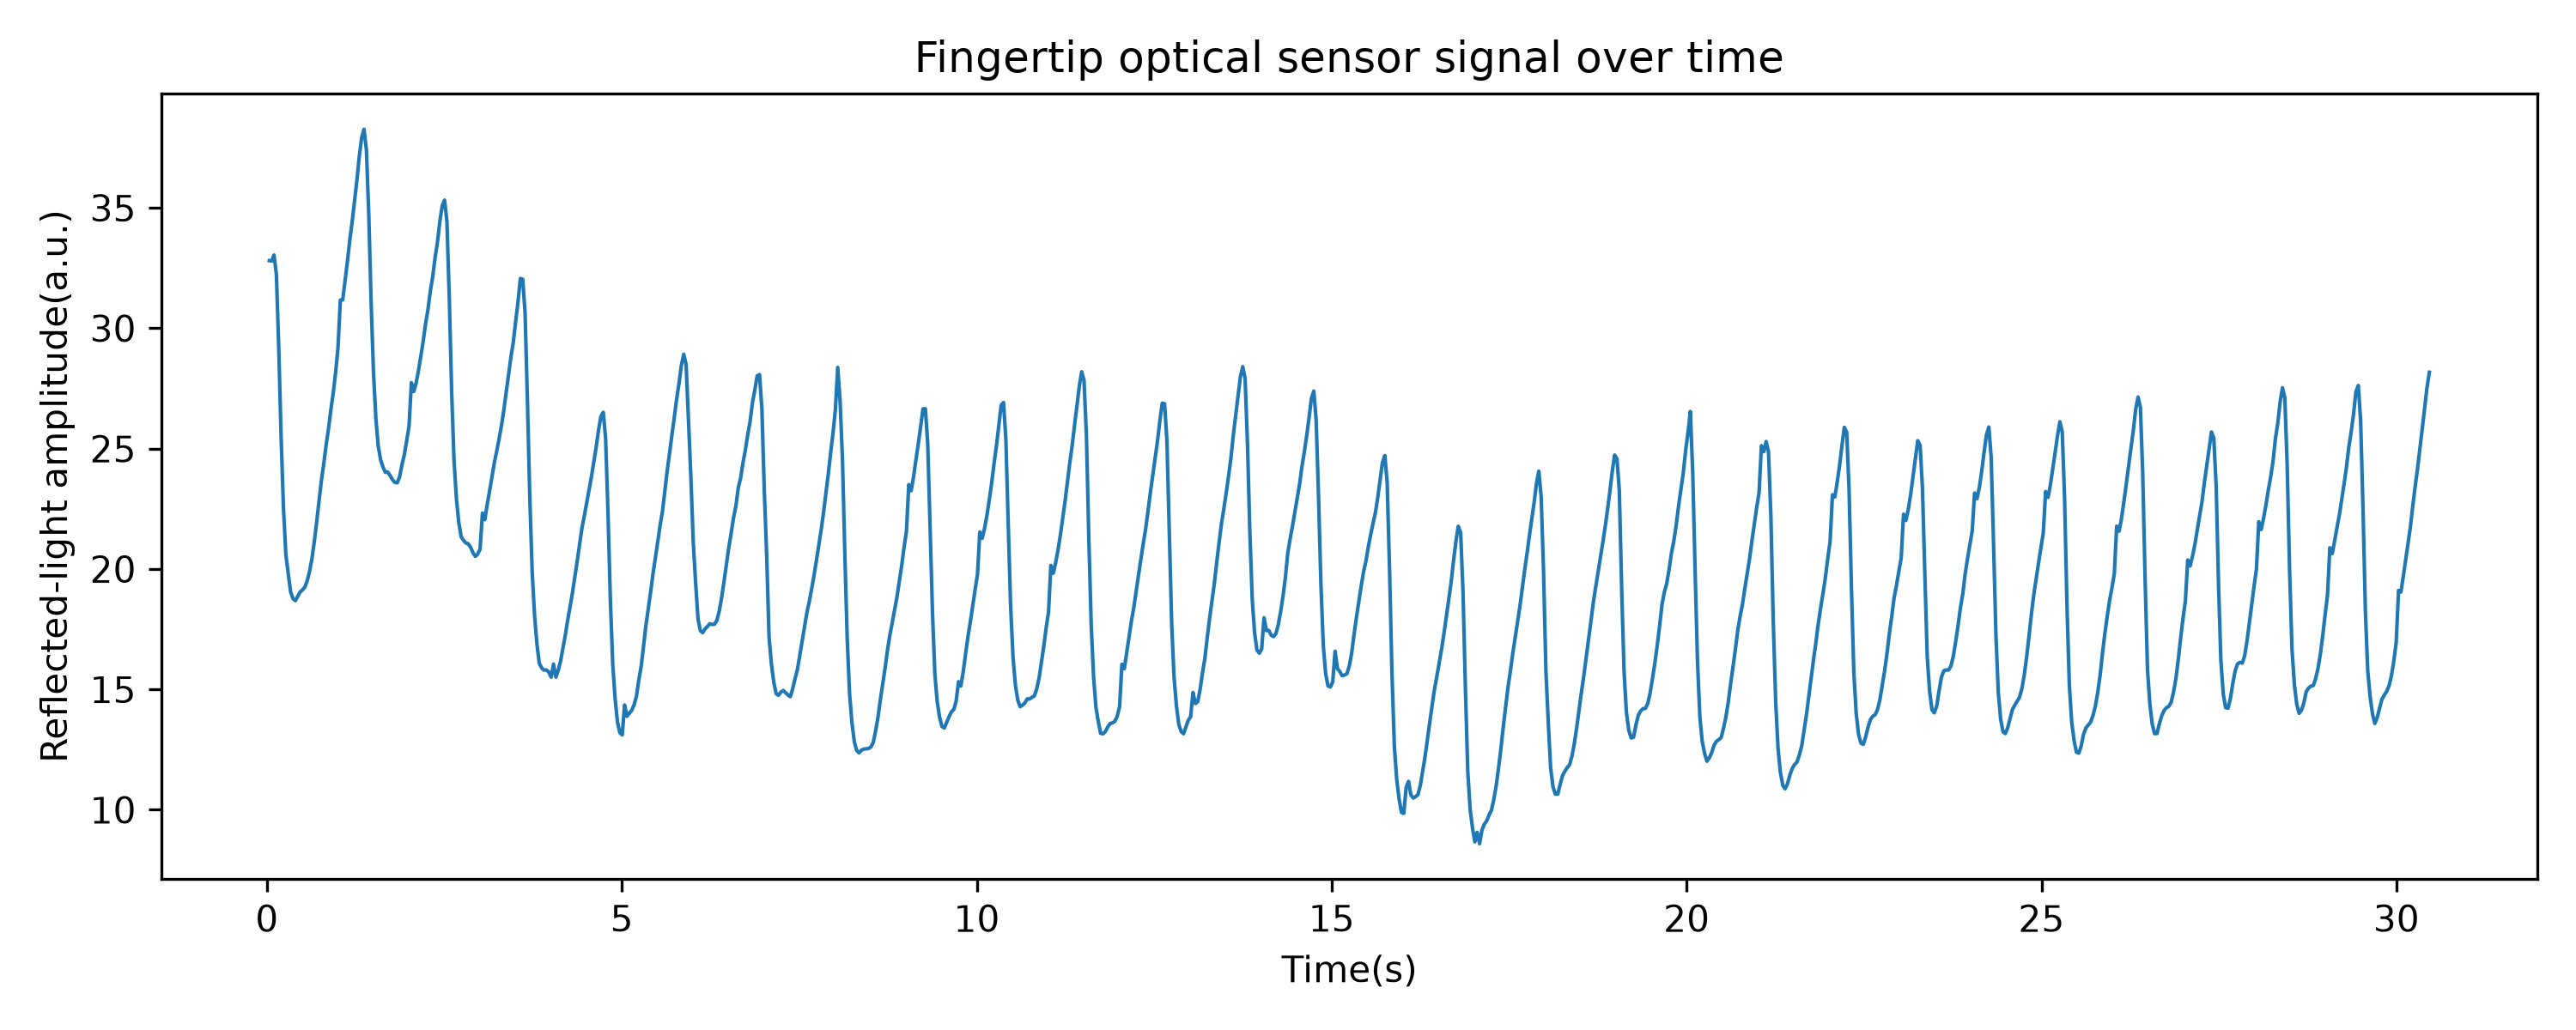 Fingertip optical sensor signal over time
Reflected-light amplitude(a.u.)
35
30
25
20
15
10
0 5 10 15 20 25 30
Time(s)